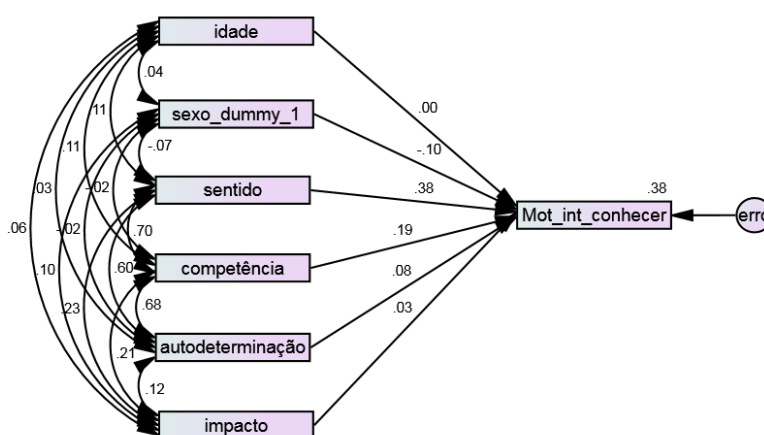 idade
.04
.00
sexo_dummy_1
.11
-.07
-.10
.11
-.02
.38
sentido
.03
-.02
.70
Mot_int_conhecer
.38
erro
.06
.19
competência
.10
.60
.08
.23
.68
.03
autodeterminação
.21
.12
impacto